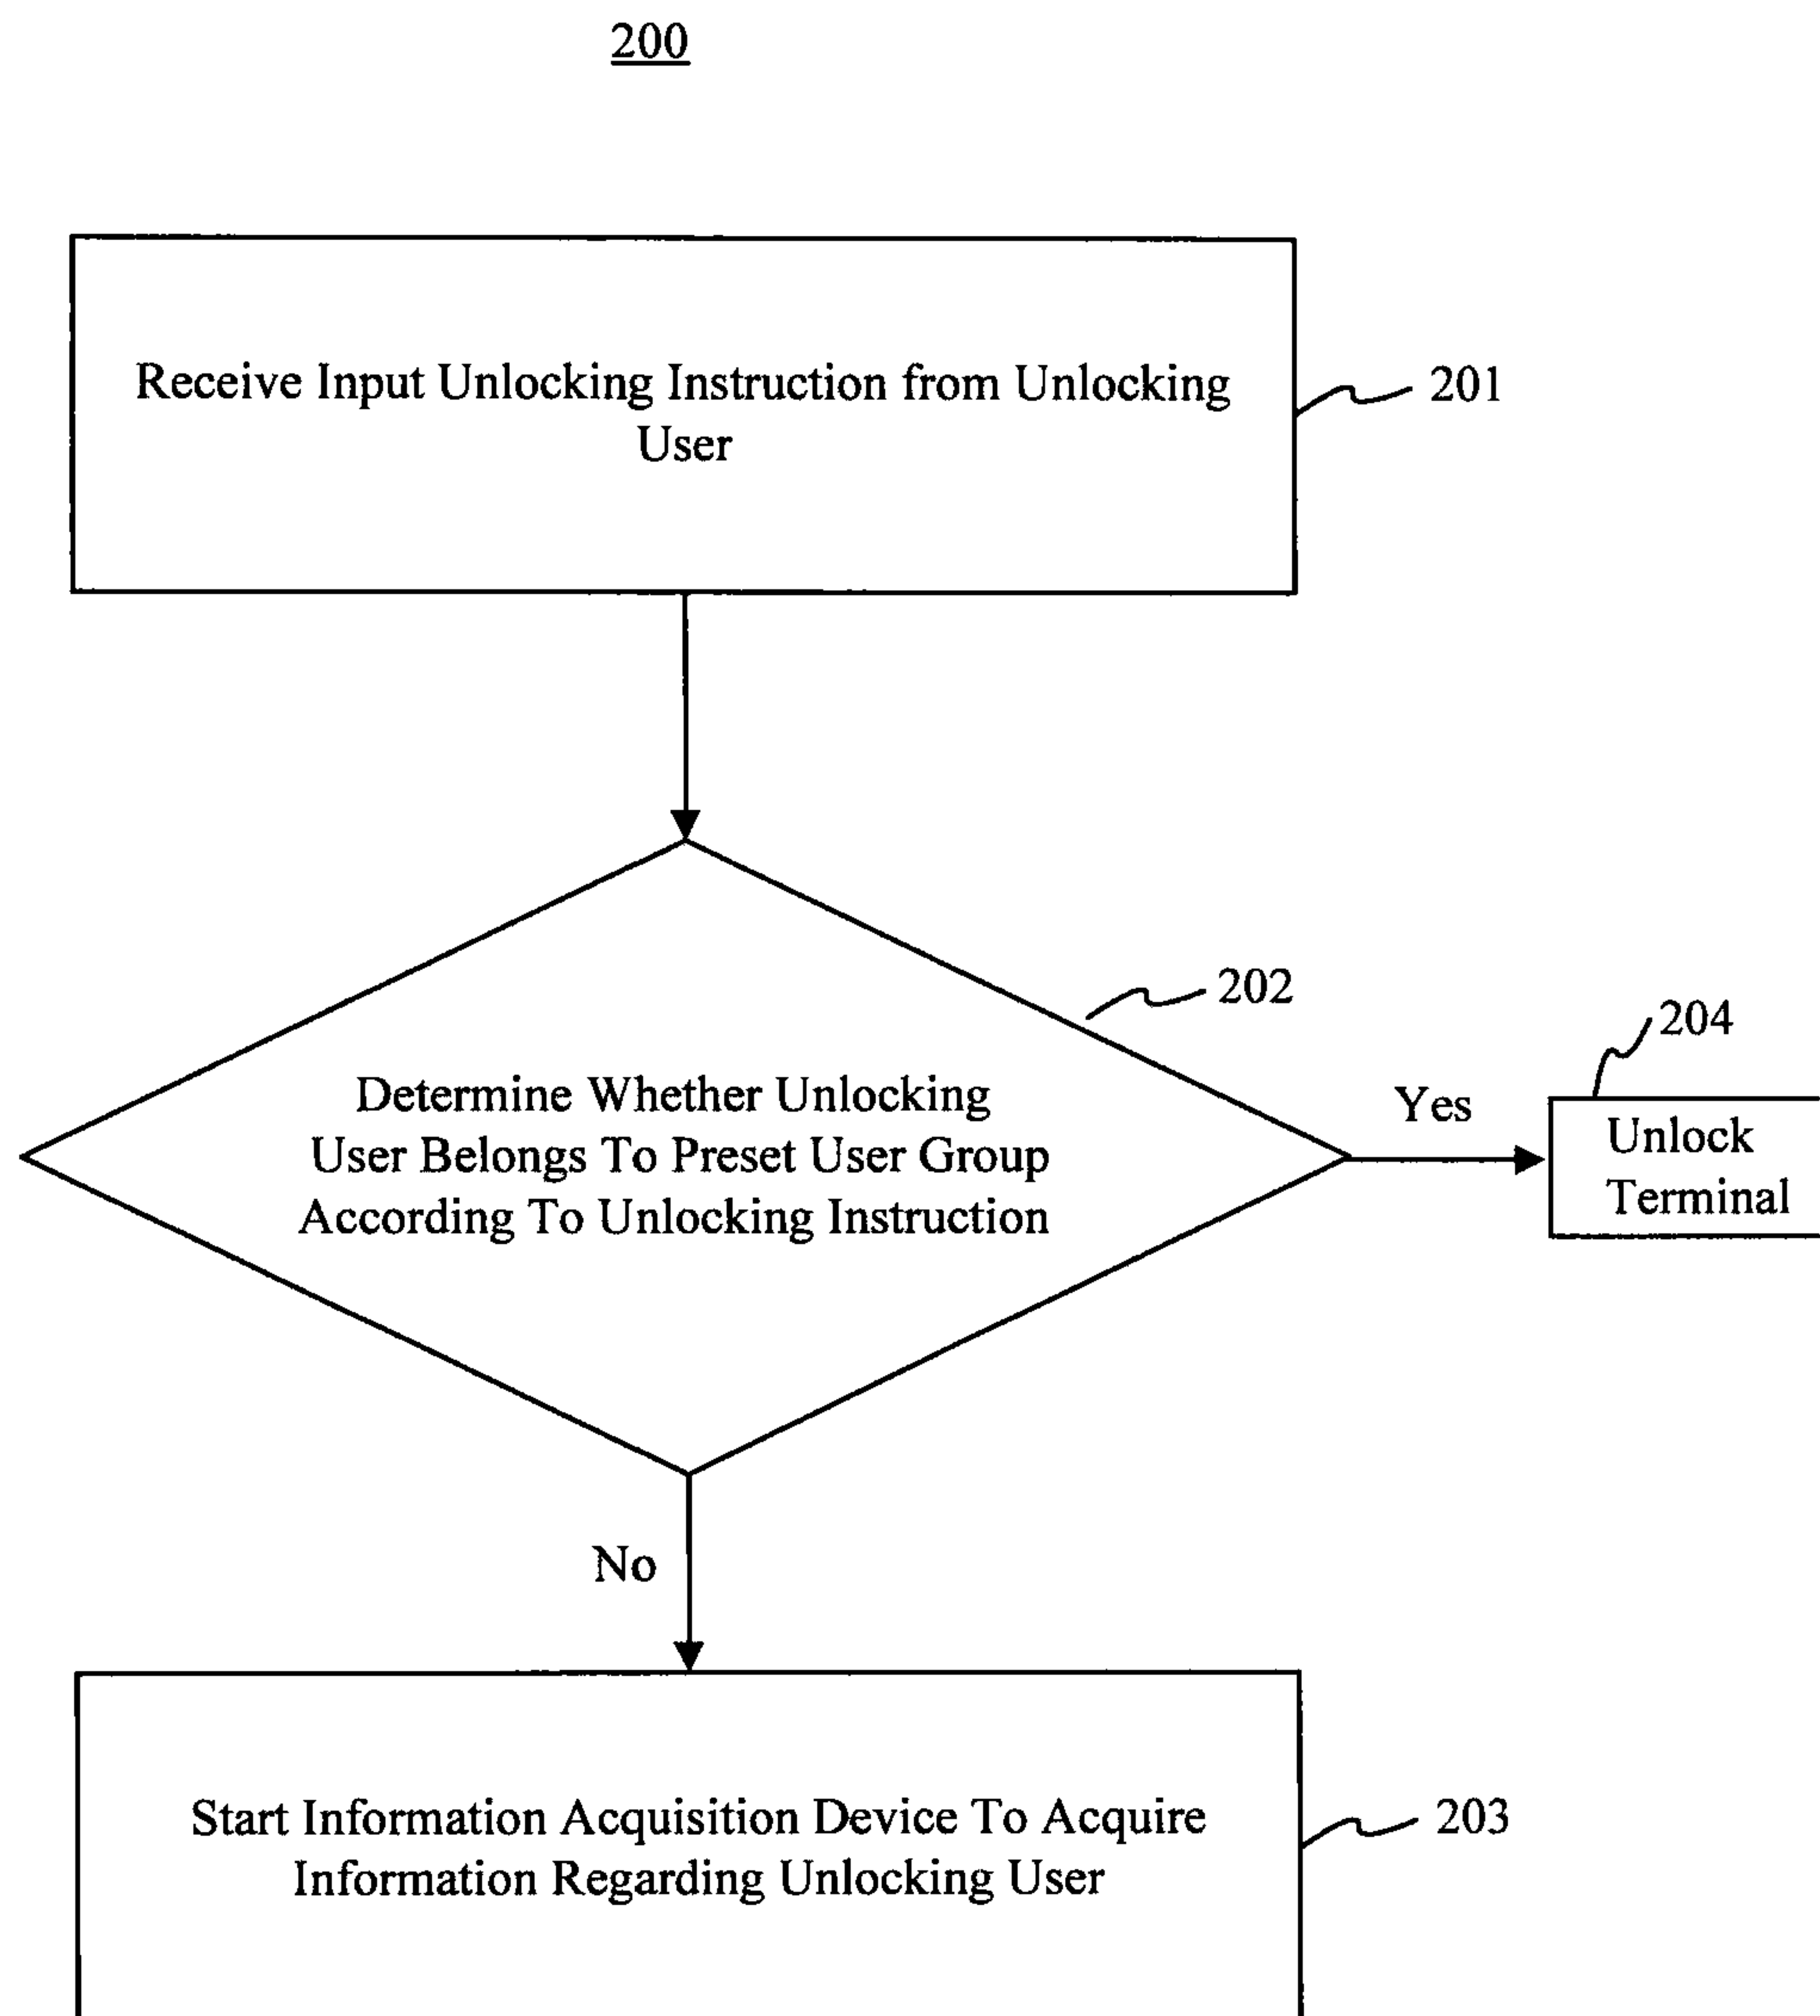 200
Receive Input Unlocking Instruction from Unlocking
User
201
202
Determine Whether Unlocking
User Belongs To Preset User Group
According To Unlocking Instruction
Yes
204
Unlock
Terminal
No
Start Information Acquisition Device To Acquire
Information Regarding Unlocking User
203